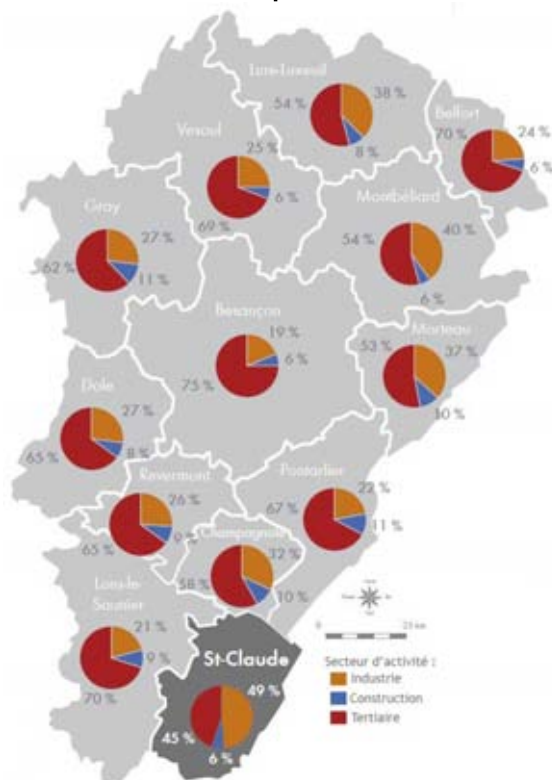 Lure-Luxeuil
54 %
38 %
8 %
Belfort
70 %
24 %
6 %
Vesoul
25 %
6 %
69 %
Montbéliard
54 %
40 %
6 %
Gray
27 %
62 %
11 %
Besançon
19 %
6 %
75 %
Morteau
53 %
37 %
10 %
Dole
27 %
65 %
8 %
Revermont
26 %
9 %
65 %
Pontarlier
22 %
67 %
11 %
Champagnole
32 %
58 %
10 %
Lons-le-
Saunier
21 %
9 %
70 %
0
25 km
St-Claude
49 %
45 %
6 %
Secteur d'activité :
Industrie
Construction
Tertiaire